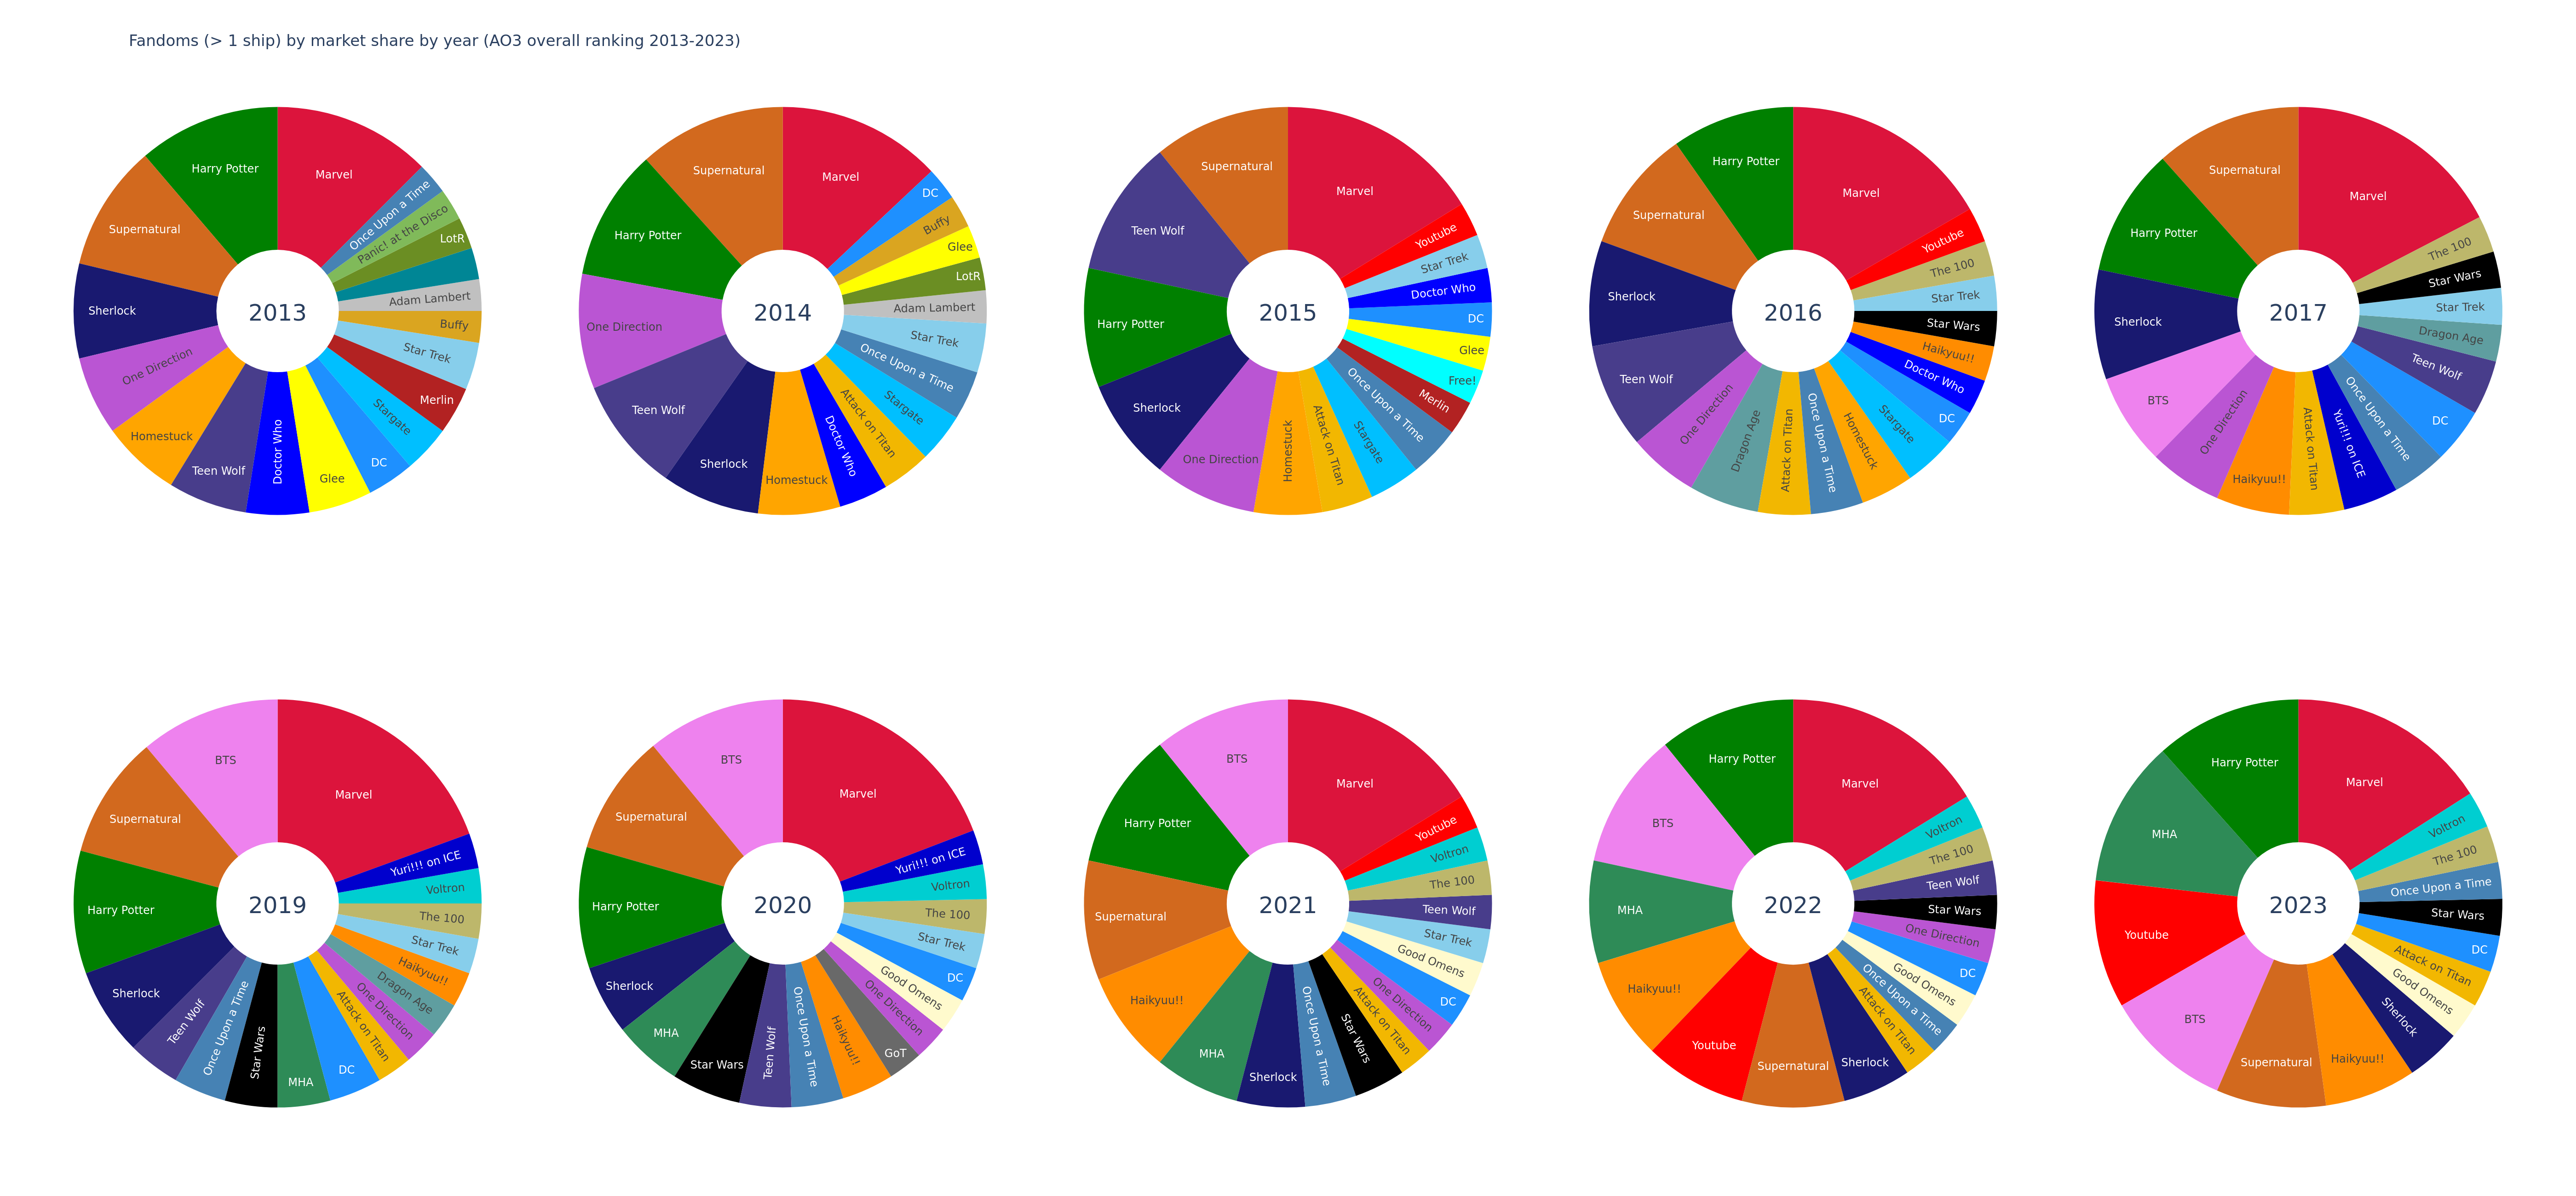 Fandoms (> 1 ship) by market share by year (AO3 overall ranking 2013-2023)
2013
Marvel
Once Upon a Time
Panic! at the Disco
LotR
Adam Lambert
Buffy
Star Trek
Merlin
Stargate
DC
Glee
Doctor Who
Teen Wolf
Homestuck
One Direction
Sherlock
Supernatural
Harry Potter
2014
Marvel
DC
Buffy
Glee
LotR
Adam Lambert
Star Trek
Once Upon a Time
Stargate
Attack on Titan
Doctor Who
Homestuck
Sherlock
Teen Wolf
One Direction
Harry Potter
Supernatural
2015
Marvel
Youtube
Star Trek
Doctor Who
DC
Glee
Free!
Merlin
Once Upon a Time
Stargate
Attack on Titan
Homestuck
One Direction
Sherlock
Harry Potter
Teen Wolf
Supernatural
2016
Marvel
Youtube
The 100
Star Trek
Star Wars
Haikyuu!!
Doctor Who
DC
Stargate
Homestuck
Once Upon a Time
Attack on Titan
Dragon Age
One Direction
Teen Wolf
Sherlock
Supernatural
Harry Potter
2017
Marvel
The 100
Star Wars
Star Trek
Dragon Age
Teen Wolf
DC
Once Upon a Time
Yuri!!! on ICE
Attack on Titan
Haikyuu!!
One Direction
BTS
Sherlock
Harry Potter
Supernatural
2019
Marvel
Yuri!!! on ICE
Voltron
The 100
Star Trek
Haikyuu!!
Dragon Age
One Direction
Attack on Titan
DC
MHA
Star Wars
Once Upon a Time
Teen Wolf
Sherlock
Harry Potter
Supernatural
BTS
2020
Marvel
Yuri!!! on ICE
Voltron
The 100
Star Trek
DC
Good Omens
One Direction
GoT
Haikyuu!!
Once Upon a Time
Teen Wolf
Star Wars
MHA
Sherlock
Harry Potter
Supernatural
BTS
2021
Marvel
Youtube
Voltron
The 100
Teen Wolf
Star Trek
Good Omens
DC
One Direction
Attack on Titan
Star Wars
Once Upon a Time
Sherlock
MHA
Haikyuu!!
Supernatural
Harry Potter
BTS
2022
Marvel
Voltron
The 100
Teen Wolf
Star Wars
One Direction
DC
Good Omens
Once Upon a Time
Attack on Titan
Sherlock
Supernatural
Youtube
Haikyuu!!
MHA
BTS
Harry Potter
2023
Marvel
Voltron
The 100
Once Upon a Time
Star Wars
DC
Attack on Titan
Good Omens
Sherlock
Haikyuu!!
Supernatural
BTS
Youtube
MHA
Harry Potter